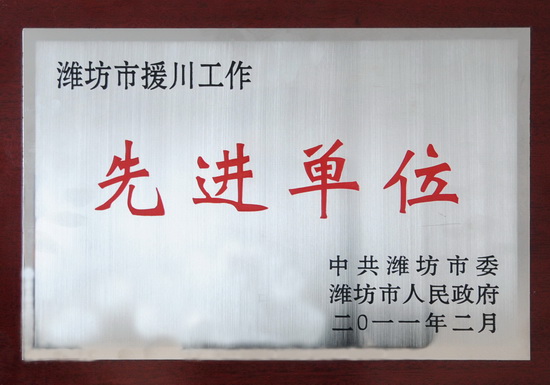 潍坊市援川工作
先进单位
中共潍坊市委
潍坊市人民政府
二0一一年二月